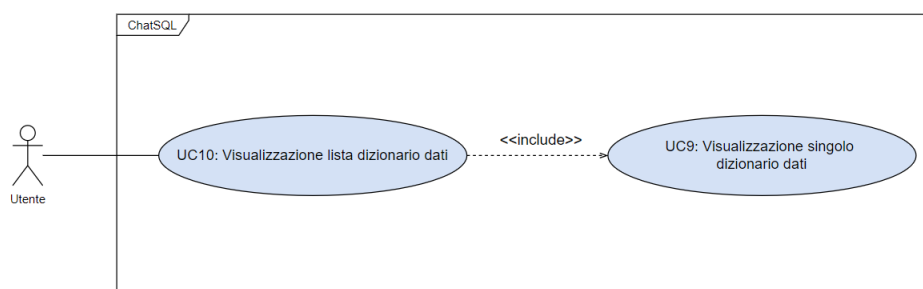 ChatSQL
<<include>>
UC10: Visualizzazione lista dizionario dati
UC9: Visualizzazione singolo
dizionario dati
Utente